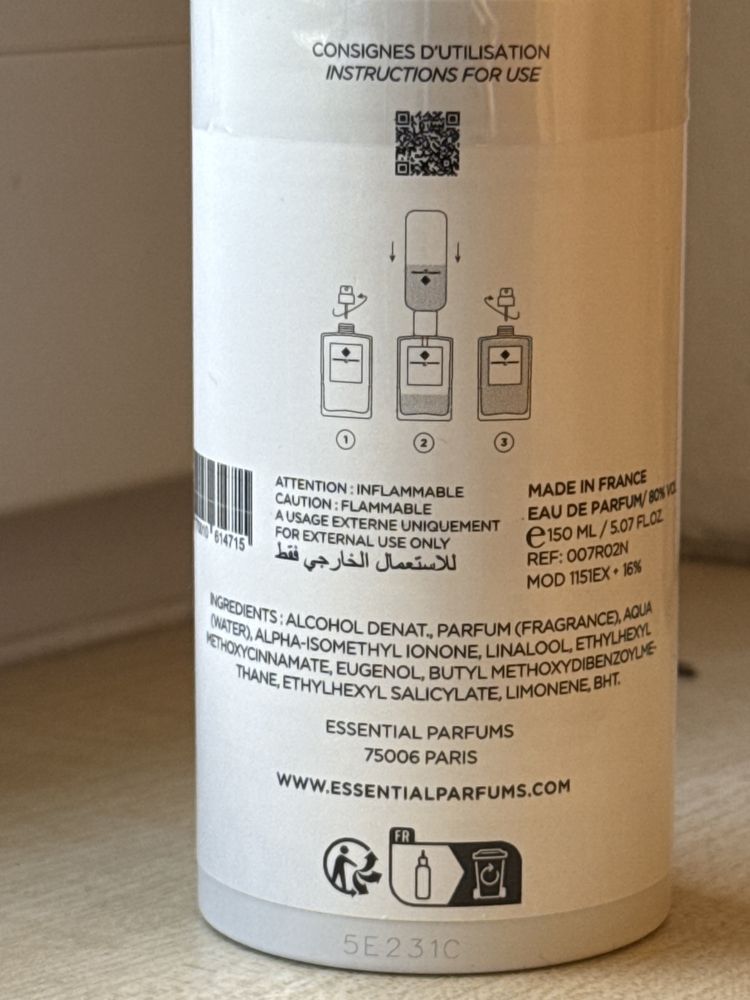 CONSIGNES D'UTILISATION
INSTRUCTIONS FOR USE
1
2
3
614715
ATTENTION : INFLAMMABLE
CAUTION : FLAMMABLE
A USAGE EXTERNE UNIQUEMENT
FOR EXTERNAL USE ONLY
للاستعمال الخارجي فقط
MADE IN FRANCE
EAU DE PARFUM/ 80% VOL
e150 ML / 5.07 FL.OZ
REF: 007R02N
MOD 1151EX + 16%
INGREDIENTS : ALCOHOL DENAT., PARFUM (FRAGRANCE), AQUA
(WATER), ALPHA-ISOMETHYL IONONE, LINALOOL, ETHYLHEXYL
METHOXYCINNAMATE, EUGENOL, BUTYL METHOXYDIBENZOYLME-
THANE, ETHYLHEXYL SALICYLATE, LIMONENE, BHT.
ESSENTIAL PARFUMS
75006 PARIS
WWW.ESSENTIALPARFUMS.COM
FR
5E231C